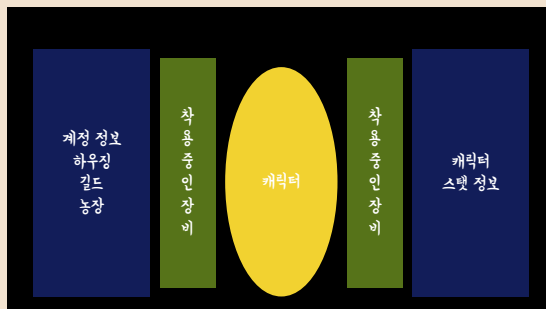 계정 정보
하우징
길드
농장
착
용
중
인
장
비
캐릭터
착
용
중
인
장
비
캐릭터
스탯 정보